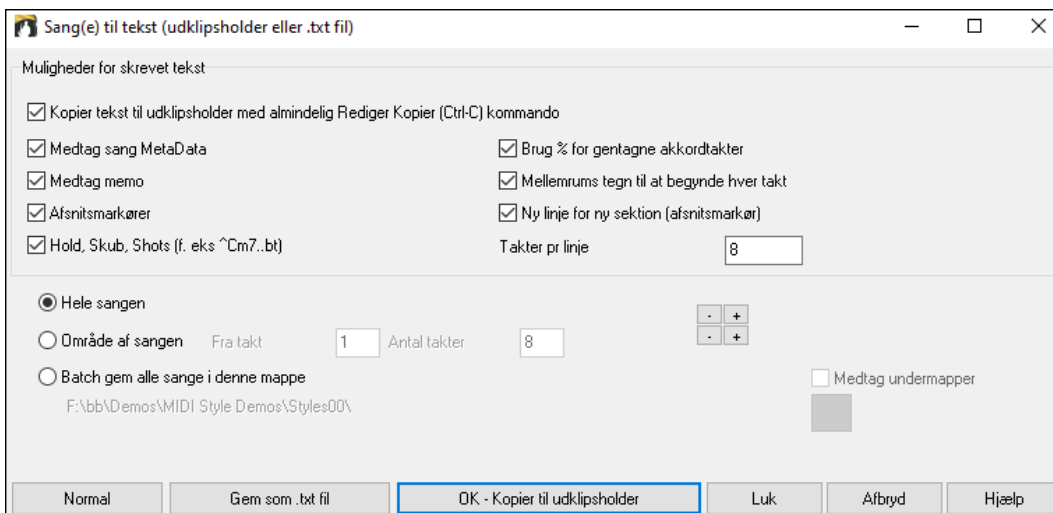 Sang(e) til tekst (udklipsholder eller .txt fil)
Muligheder for skrevet tekst
Kopier tekst til udklipsholder med almindelig Rediger Kopier (Ctrl-C) kommando
Medtag sang MetaData
Brug % for gentagne akkordtakter
Medtag memo
Mellemrums tegn til at begynde hver takt
Afsnitsmarkører
Ny linje for ny sektion (afsnitsmarkør)
Hold, Skub, Shots (f. eks ^Cm7..bt)
Takter pr linje 8
Hele sangen
- +
Område af sangen Fra takt 1 Antal takter 8
- +
Batch gem alle sange i denne mappe
Medtag undermapper
F:\bb\Demos\MIDI Style Demos\Styles00\
Normal Gem som .txt fil OK - Kopier til udklipsholder Luk Afbryd Hjælp